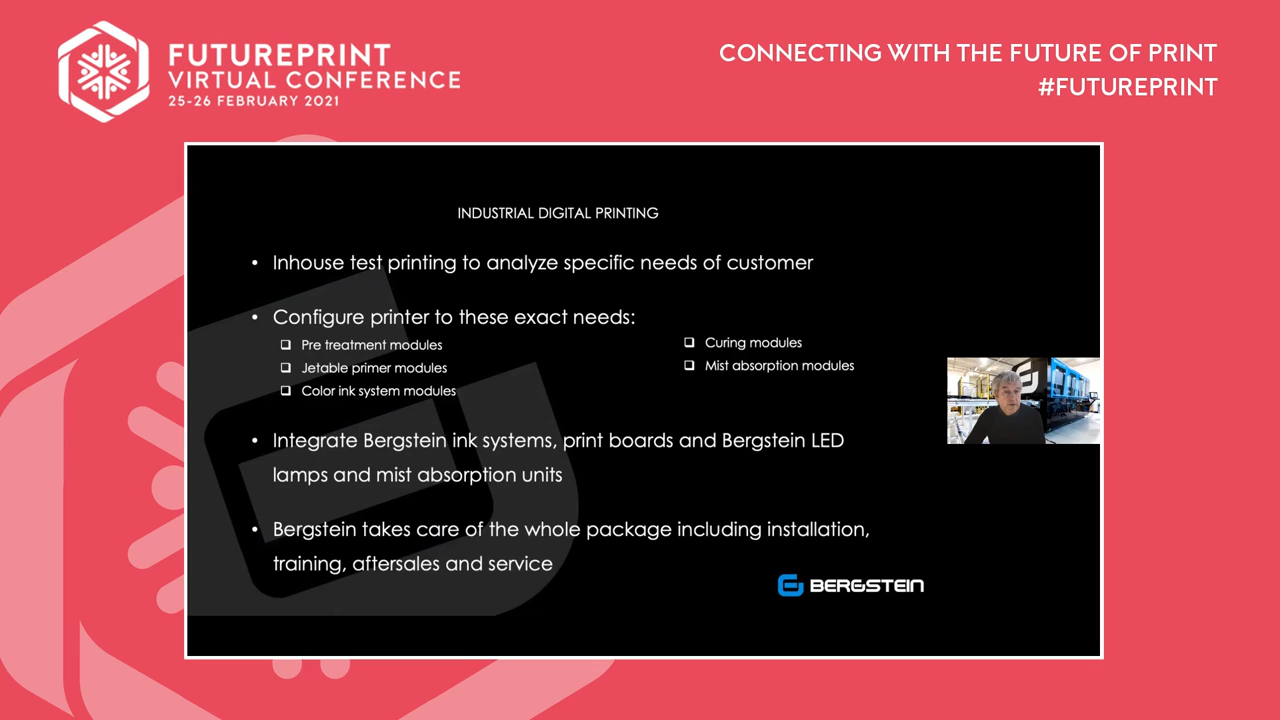 FUTUREPRINT
VIRTUAL CONFERENCE
25-26 FEBRUARY 2021
CONNECTING WITH THE FUTURE OF PRINT
#FUTUREPRINT
INDUSTRIAL DIGITAL PRINTING
• Inhouse test printing to analyze specific needs of customer
• Configure printer to these exact needs:
❑ Pre treatment modules
❑ Jetable primer modules
❑ Color ink system modules
❑ Curing modules
❑ Mist absorption modules
• Integrate Bergstein ink systems, print boards and Bergstein LED
lamps and mist absorption units
• Bergstein takes care of the whole package including installation,
training, aftersales and service
BERGSTEIN